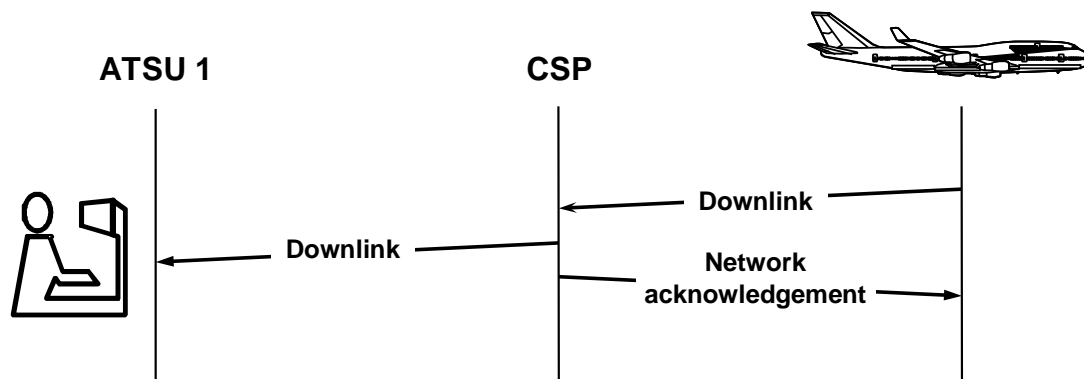 ATSU 1
CSP
Downlink
Downlink
Network
acknowledgement